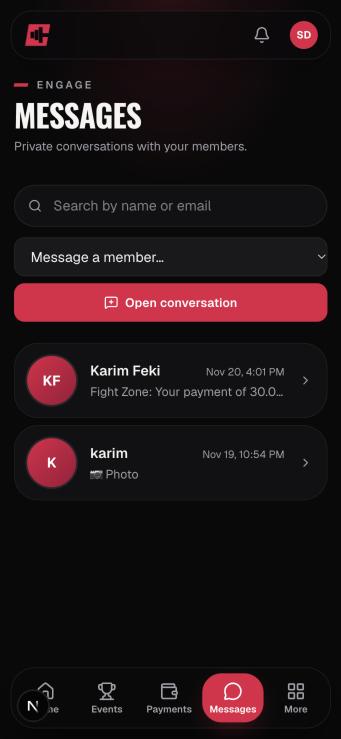 SD
ENGAGE
MESSAGES
Private conversations with your members.
Search by name or email
Message a member...
Open conversation
KF
Karim Feki
Nov 20, 4:01 PM
Fight Zone: Your payment of 30.0...
K
karim
Nov 19, 10:54 PM
📷 Photo
N
Events
Payments
Messages
More